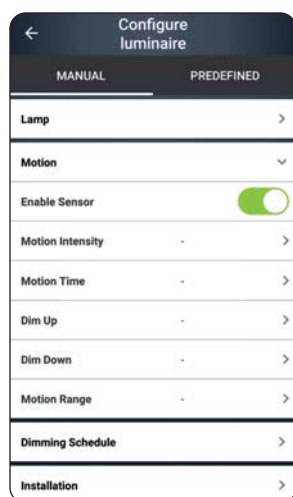 Configure
luminaire
MANUAL PREDEFINED
Lamp
Motion
Enable Sensor
Motion Intensity -
Motion Time -
Dim Up -
Dim Down -
Motion Range -
Dimming Schedule
Installation